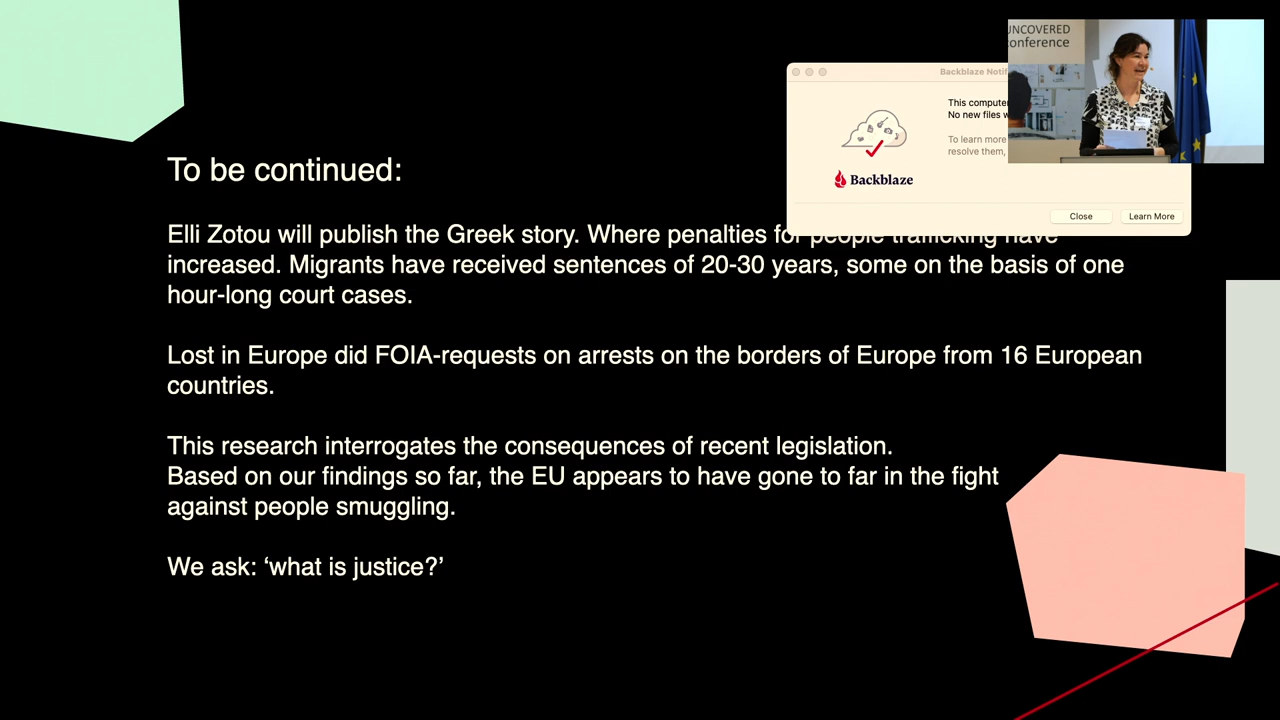 UNCOVERED
conference
Backblaze
This computer
No new files
To learn more
resolve them,
Backblaze
Close
Learn More
To be continued:
Elli Zotou will publish the Greek story. Where penalties for people trafficking have
increased. Migrants have received sentences of 20-30 years, some on the basis of one
hour-long court cases.
Lost in Europe did FOIA-requests on arrests on the borders of Europe from 16 European
countries.
This research interrogates the consequences of recent legislation.
Based on our findings so far, the EU appears to have gone to far in the fight
against people smuggling.
We ask: ‘what is justice?’